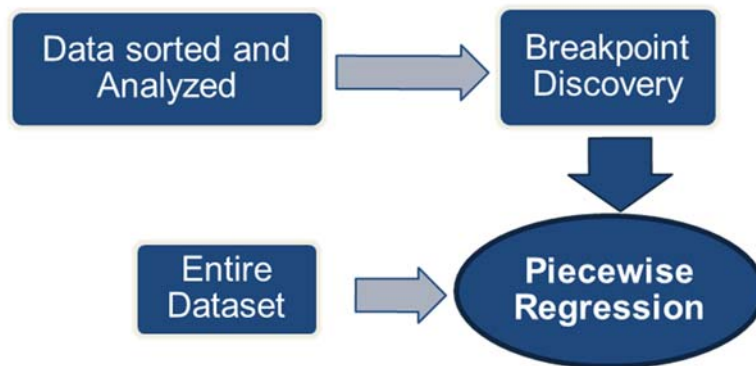 Data sorted and
Analyzed
Breakpoint
Discovery
Entire
Dataset
Piecewise
Regression